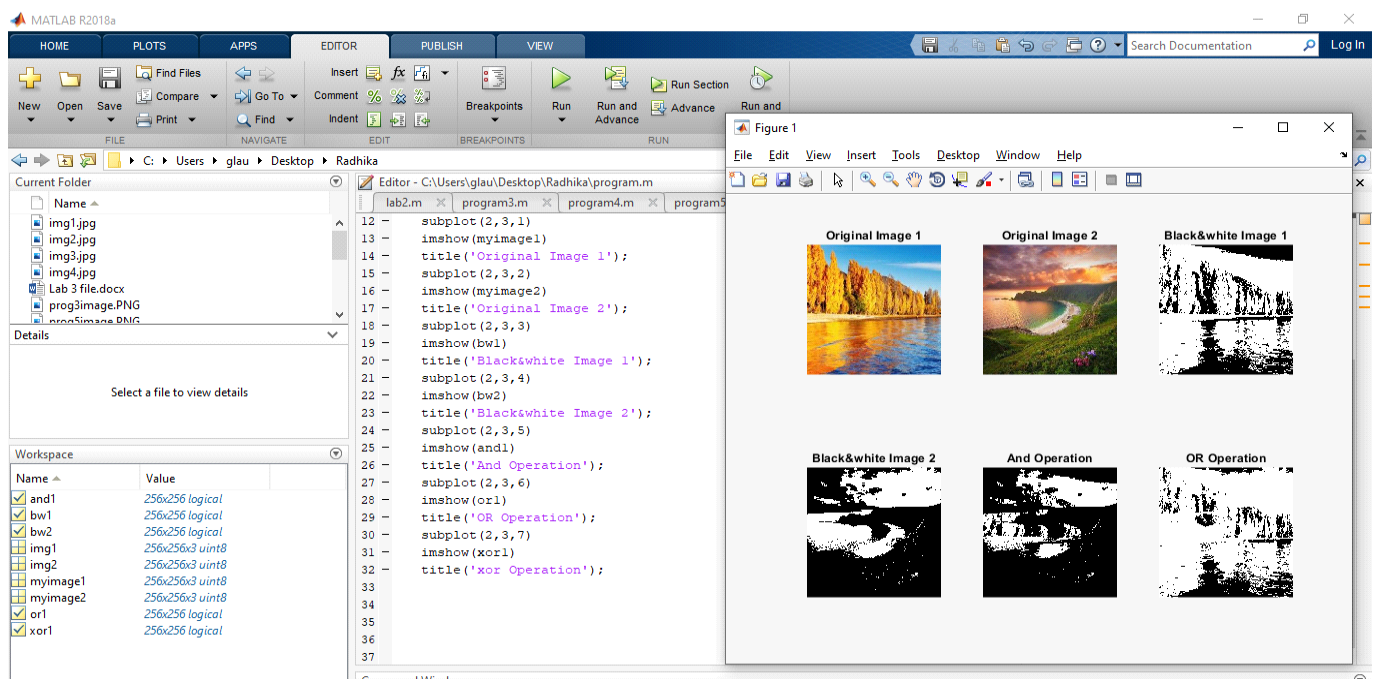 MATLAB R2018a
HOME PLOTS APPS EDITOR PUBLISH VIEW
Search Documentation
Log In
New
Open
Save
Find Files
Compare
Print
FILE
Go To
Find
NAVIGATE
Insert
fx
Comment
Indent
EDIT
Breakpoints
BREAKPOINTS
Run
Run and
Advance
Run Section
Advance
Run and
RUN
C: Users glau Desktop Radhika
Current Folder
Name
img1.jpg
img2.jpg
img3.jpg
img4.jpg
Lab 3 file.docx
prog3image.PNG
prog5image.PNG
Details
Select a file to view details
Workspace
Name Value
and1 256x256 logical
bw1 256x256 logical
bw2 256x256 logical
img1 256x256x3 uint8
img2 256x256x3 uint8
myimage1 256x256x3 uint8
myimage2 256x256x3 uint8
or1 256x256 logical
xor1 256x256 logical
Editor - C:\Users\glau\Desktop\Radhika\program.m
lab2.m program3.m program4.m program5
12 - subplot(2,3,1)
13 - imshow(myimage1)
14 - title('Original Image 1');
15 - subplot(2,3,2)
16 - imshow(myimage2)
17 - title('Original Image 2');
18 - subplot(2,3,3)
19 - imshow(bw1)
20 - title('Black&white Image 1');
21 - subplot(2,3,4)
22 - imshow(bw2)
23 - title('Black&white Image 2');
24 - subplot(2,3,5)
25 - imshow(and1)
26 - title('And Operation');
27 - subplot(2,3,6)
28 - imshow(or1)
29 - title('OR Operation');
30 - subplot(2,3,7)
31 - imshow(xor1)
32 - title('xor Operation');
33
34
35
36
37
Figure 1
File Edit View Insert Tools Desktop Window Help
Original Image 1
Original Image 2
Black&white Image 1
Black&white Image 2
And Operation
OR Operation